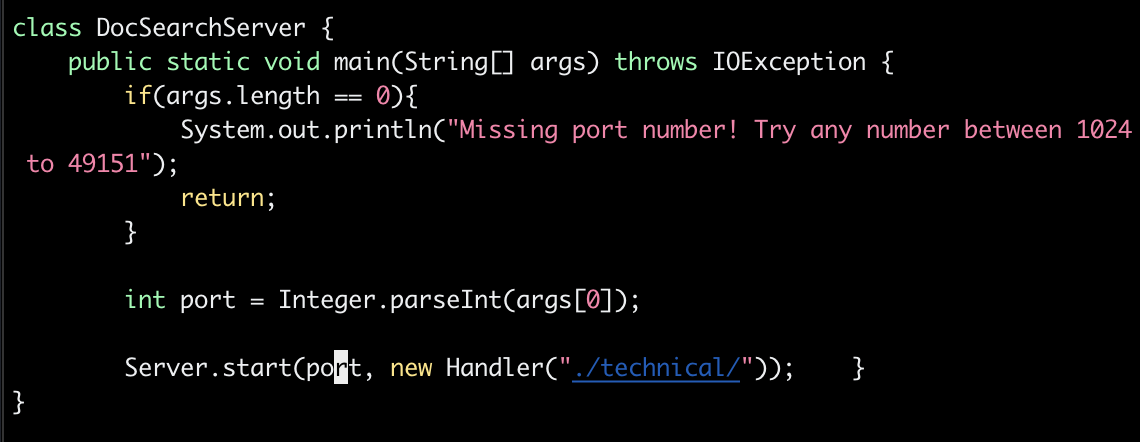 class DocSearchServer {
    public static void main(String[] args) throws IOException {
        if(args.length == 0){
            System.out.println("Missing port number! Try any number between 1024
 to 49151");
            return;
        }

        int port = Integer.parseInt(args[0]);

        Server.start(port, new Handler("./technical/"));    }
}